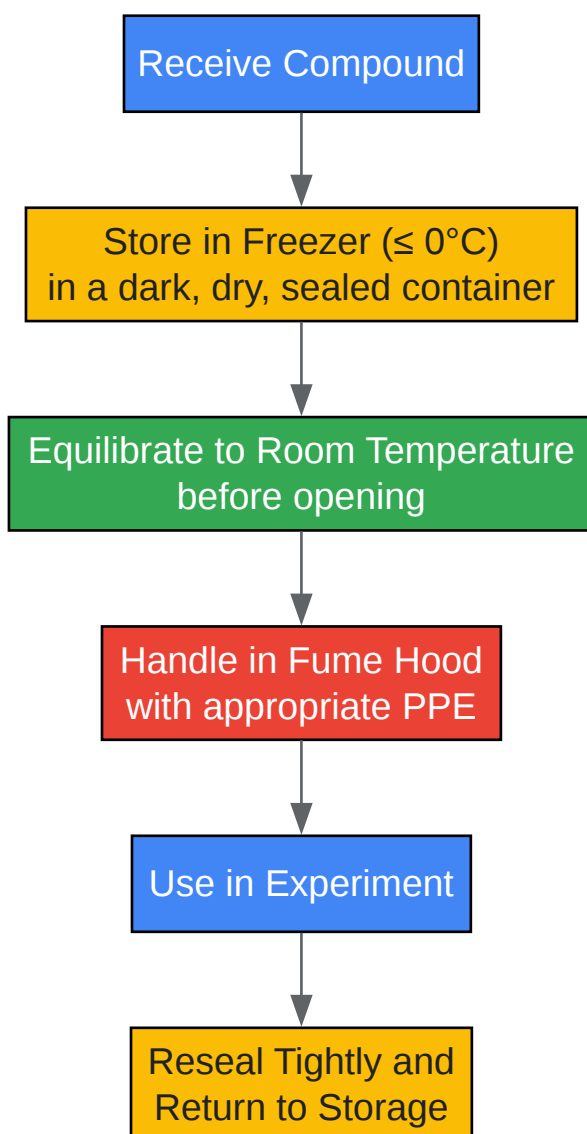 Receive Compound
Store in Freezer (≤ 0°C)
in a dark, dry, sealed container
Equilibrate to Room Temperature
before opening
Handle in Fume Hood
with appropriate PPE
Use in Experiment
Reseal Tightly and
Return to Storage